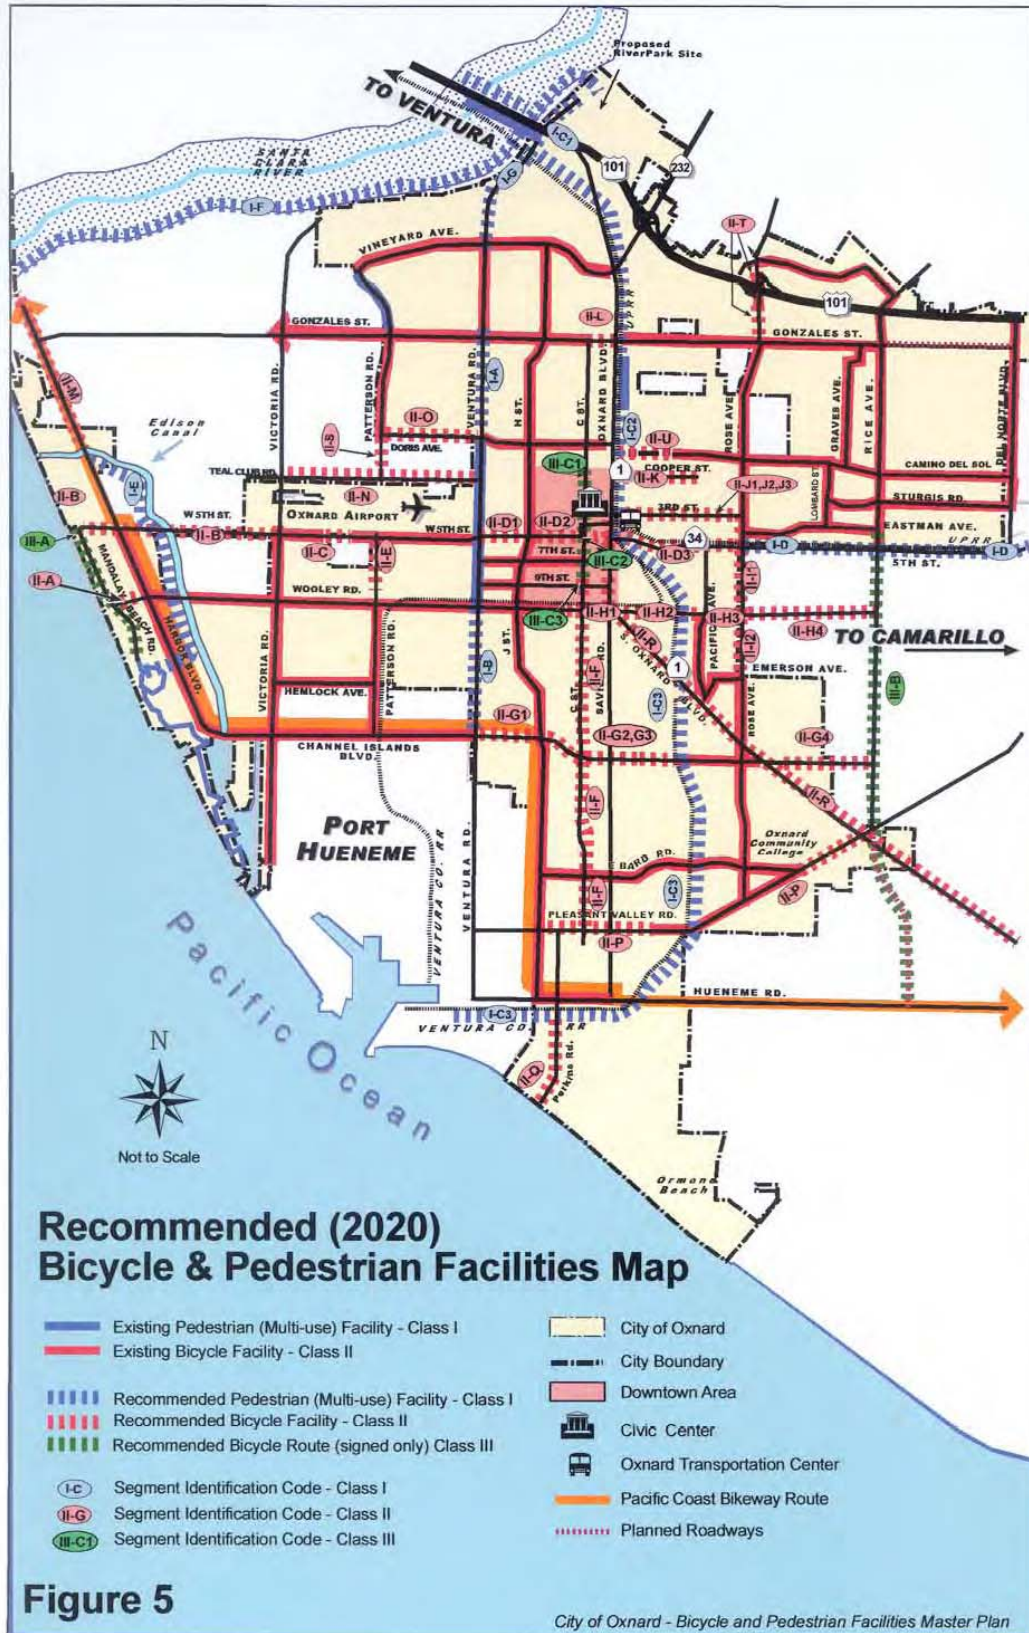 Proposed
RiverPark Site
TO VENTURA
I-C1
101
232
SANTA
CLARA
RIVER
I-G
I-F
II-T
VINEYARD AVE.
101
UPRR
II-L
GONZALES ST.
GONZALES ST.
II-M
VICTORIA RD.
PATTERSON RD.
VENTURA RD.
I-A
H ST.
C ST.
OXNARD BLVD.
I-C2
ROSE AVE.
GRAVES AVE.
RICE AVE.
DEL NORTE BLVD.
Edison
Canal
II-O
II-S
DORIS AVE.
II-U
III-C1
1
COOPER ST.
II-K
CAMINO DEL SOL
TEAL CLUB RD.
I-E
II-N
II-J1,J2,J3
LOMBARD ST.
STURGIS RD.
II-B
OXNARD AIRPORT
3RD ST.
W 5TH ST.
II-B
W 5TH ST.
II-D1
II-D2
EASTMAN AVE.
UPRR
III-A
II-C
II-E
7TH ST.
34
II-D3
I-D
I-D
5TH ST.
III-C2
II-A
9TH ST.
II-I1
WOOLEY RD.
III-C3
II-H1
II-H2
PACIFIC AVE.
II-H3
II-H4
TO CAMARILLO
MANDALAY BEACH RD.
HARBOR BLVD.
J ST.
II-R
S. OXNARD BLVD.
1
II-I2
EMERSON AVE.
III-B
VICTORIA RD.
HEMLOCK AVE.
PATTERSON RD.
I-B
C ST.
II-F
I-C3
ROSE AVE.
II-G1
II-G2,G3
II-G4
CHANNEL ISLANDS
BLVD.
II-F
II-R
PORT
HUENEME
VENTURA CO. RR
VENTURA RD.
Oxnard
Community
College
BARD RD.
II-F
I-C3
II-P
PLEASANT VALLEY RD.
II-P
HUENEME RD.
I-C3
VENTURA CO. RR
Pacific Ocean
II-Q
Perkins Rd.
N
Not to Scale
Ormond
Beach
Recommended (2020)
Bicycle & Pedestrian Facilities Map
Existing Pedestrian (Multi-use) Facility - Class I
Existing Bicycle Facility - Class II
Recommended Pedestrian (Multi-use) Facility - Class I
Recommended Bicycle Facility - Class II
Recommended Bicycle Route (signed only) Class III
I-C Segment Identification Code - Class I
II-G Segment Identification Code - Class II
III-C1 Segment Identification Code - Class III
City of Oxnard
City Boundary
Downtown Area
Civic Center
Oxnard Transportation Center
Pacific Coast Bikeway Route
Planned Roadways
Figure 5
City of Oxnard - Bicycle and Pedestrian Facilities Master Plan